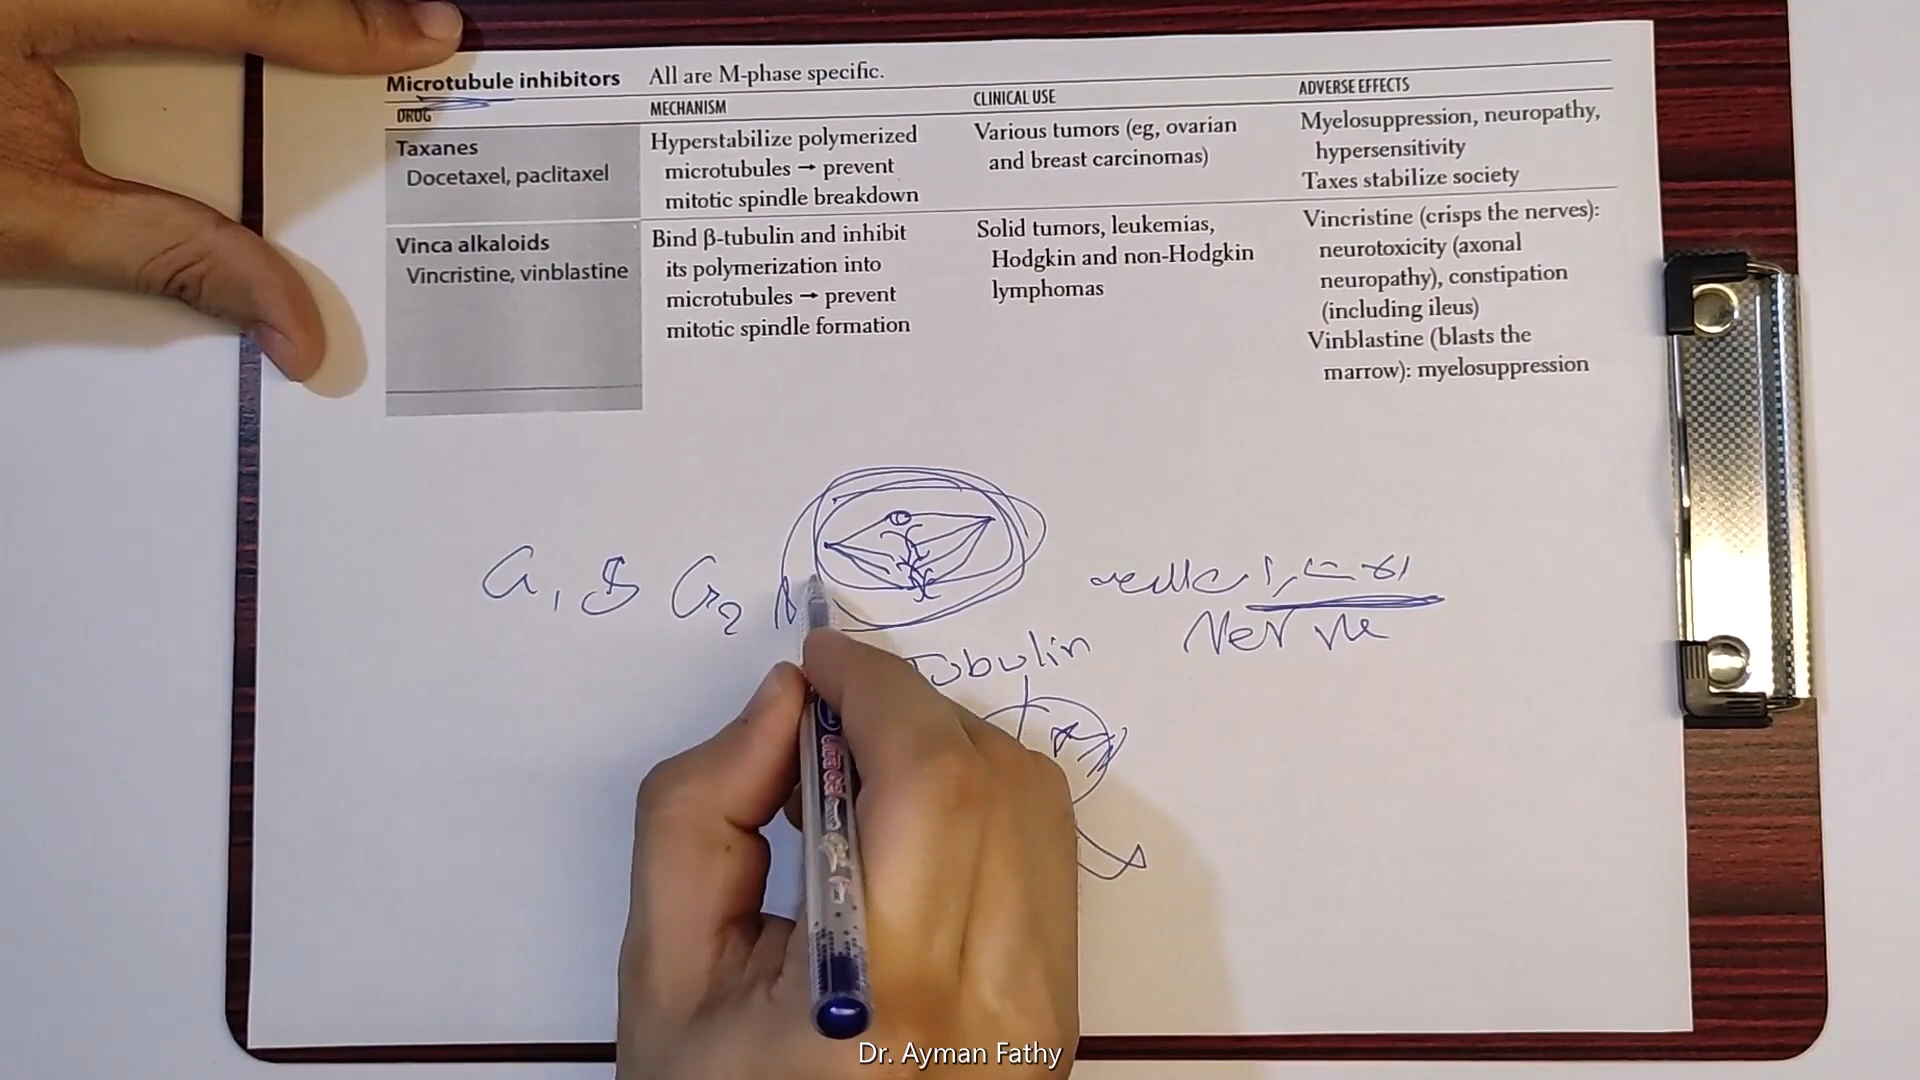 Microtubule inhibitors All are M-phase specific.
DRUG MECHANISM CLINICAL USE ADVERSE EFFECTS
Taxanes
Docetaxel, paclitaxel
Hyperstabilize polymerized
microtubules → prevent
mitotic spindle breakdown
Various tumors (eg, ovarian
and breast carcinomas)
Myelosuppression, neuropathy,
hypersensitivity
Taxes stabilize society
Vinca alkaloids
Vincristine, vinblastine
Bind β-tubulin and inhibit
its polymerization into
microtubules → prevent
mitotic spindle formation
Solid tumors, leukemias,
Hodgkin and non-Hodgkin
lymphomas
Vincristine (crisps the nerves):
neurotoxicity (axonal
neuropathy), constipation
(including ileus)
Vinblastine (blasts the
marrow): myelosuppression
G1 S G2
Nerve
Tubulin
Dr. Ayman Fathy